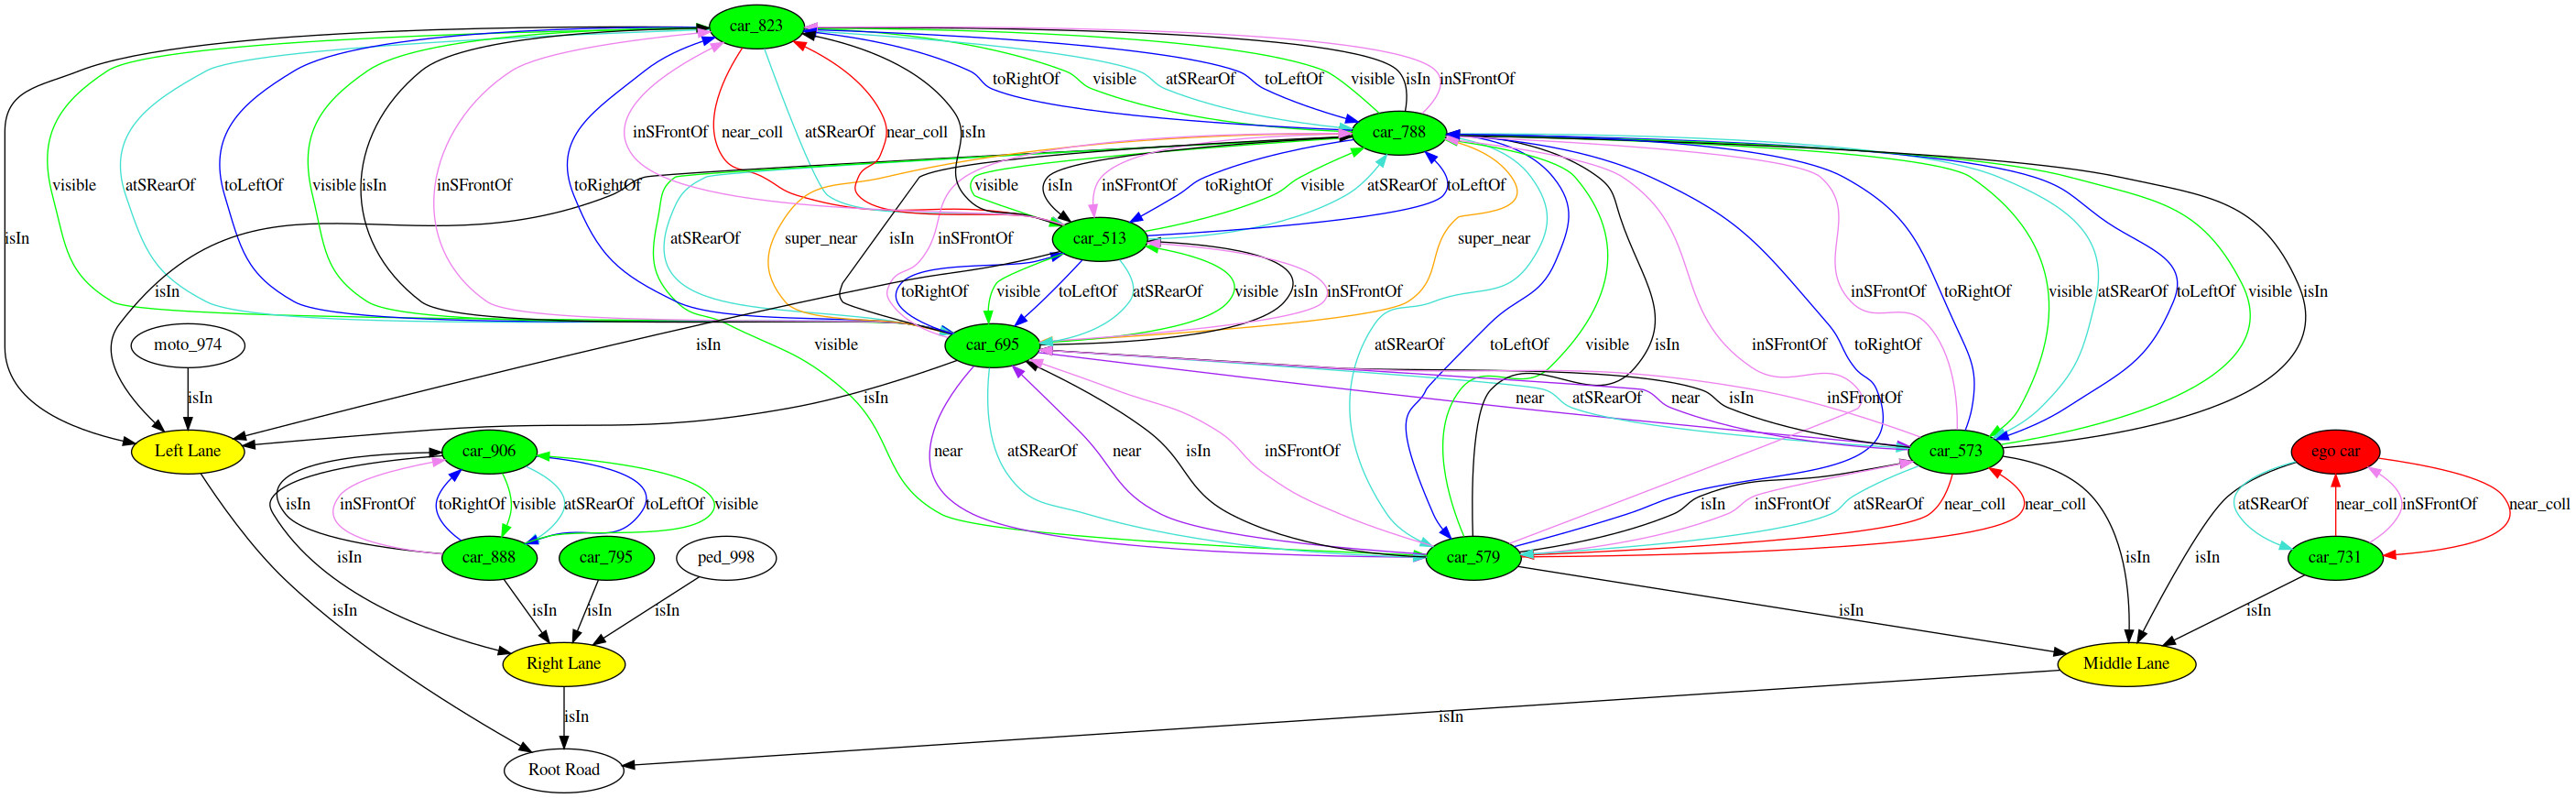 car_823
toRightOf visible atSRearOf toLeftOf visible isIn inSFrontOf
inSFrontOf near_coll atSRearOf near_coll isIn car_788
visible atSRearOf toLeftOf visible isIn inSFrontOf toRightOf visible isIn inSFrontOf toRightOf visible atSRearOf toLeftOf
isIn atSRearOf super_near isIn inSFrontOf car_513 super_near
isIn toRightOf visible toLeftOf atSRearOf visible isIn inSFrontOf inSFrontOf toRightOf visible atSRearOf toLeftOf visible isIn
moto_974 isIn visible car_695 atSRearOf toLeftOf visible isIn inSFrontOf toRightOf
isIn isIn near atSRearOf near isIn inSFrontOf
Left Lane car_906 near atSRearOf near isIn inSFrontOf car_573 ego car
isIn inSFrontOf toRightOf visible atSRearOf toLeftOf visible isIn inSFrontOf atSRearOf near_coll near_coll atSRearOf near_coll inSFrontOf near_coll
isIn car_888 car_795 ped_998 car_579 isIn isIn car_731
isIn isIn isIn isIn isIn isIn
Right Lane Middle Lane
isIn isIn
Root Road